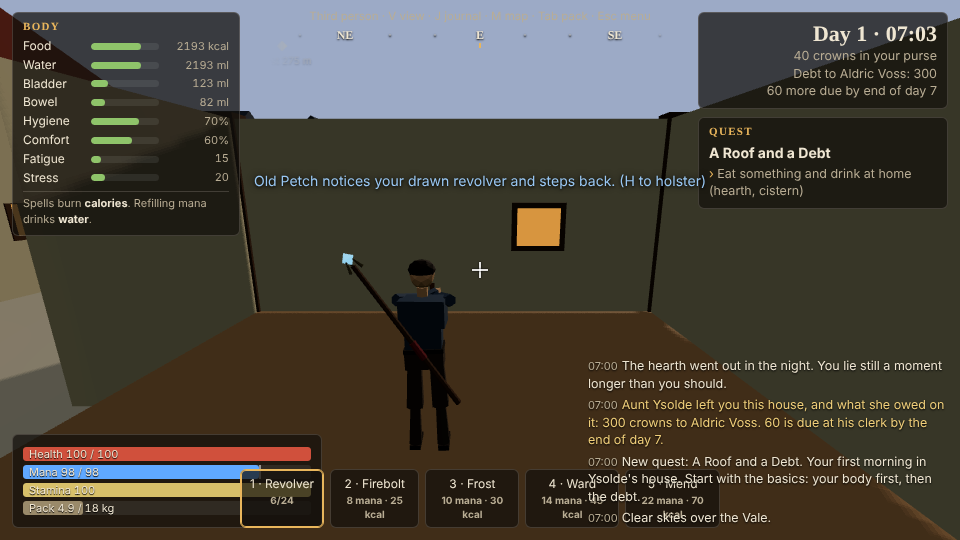 BODY
Food 2193 kcal
Water 2193 ml
Bladder 123 ml
Bowel 82 ml
Hygiene 70%
Comfort 60%
Fatigue 15
Stress 20
Spells burn calories. Refilling mana
drinks water.
NE E SE
Day 1 · 07:03
40 crowns in your purse
Debt to Aldric Voss: 300
60 more due by end of day 7
QUEST
A Roof and a Debt
› Eat something and drink at home
(hearth, cistern)
Old Petch notices your drawn revolver and steps back. (H to holster)
07:00 The hearth went out in the night. You lie still a moment
longer than you should.
07:00 Aunt Ysolde left you this house, and what she owed on
it: 300 crowns to Aldric Voss. 60 is due at his clerk by the
end of day 7.
07:00 New quest: A Roof and a Debt. Your first morning in
Ysolde's house. Start with the basics: your body first, then
the debt.
07:00 Clear skies over the Vale.
Health 100 / 100
Mana 98 / 98
Stamina 100
Pack 4.9 / 18 kg
1 · Revolver
6/24
2 · Firebolt
8 mana · 25
kcal
3 · Frost
10 mana · 30
kcal
4 · Ward
14 mana · 45
kcal
5 · Mend
22 mana · 70
kcal